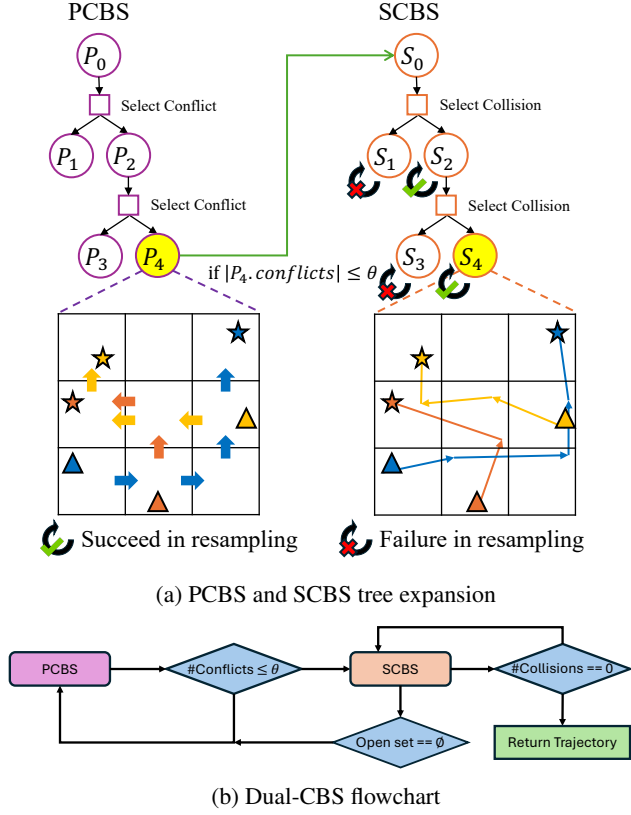 PCBS SCBS
P₀ S₀
Select Conflict Select Collision
P₁ P₂ S₁ S₂
Select Conflict Select Collision
P₃ P₄ S₃ S₄
if |P₄.conflicts| ≤ θ
Succeed in resampling Failure in resampling
(a) PCBS and SCBS tree expansion
PCBS #Conflicts ≤ θ SCBS #Collisions == 0
Open set == ∅ Return Trajectory
(b) Dual-CBS flowchart